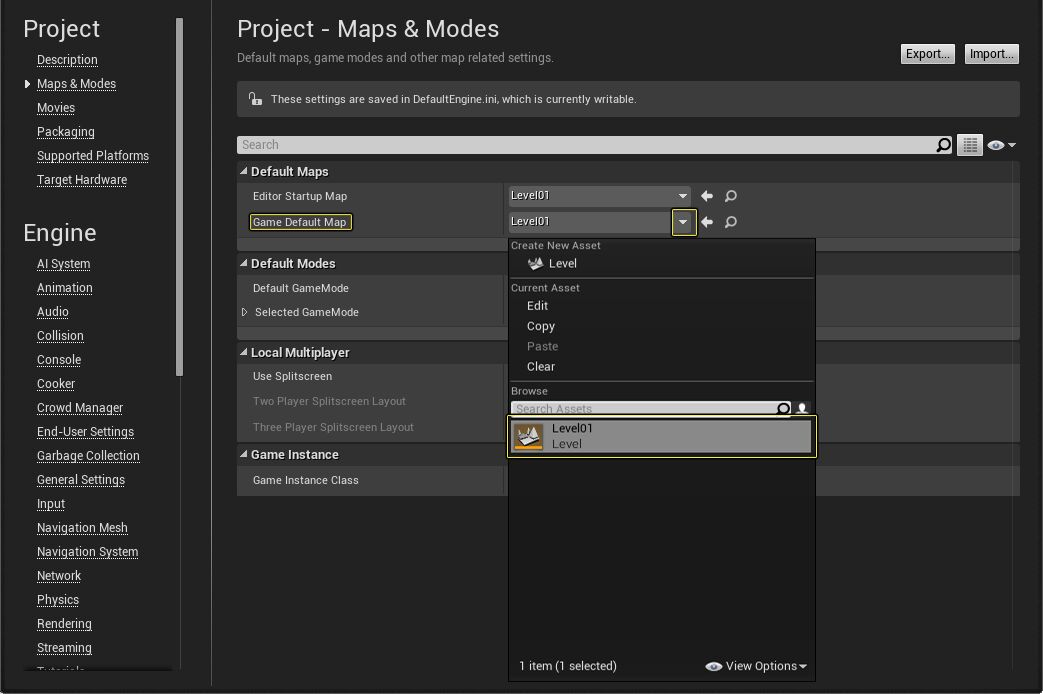 Project
Description
Maps & Modes
Movies
Packaging
Supported Platforms
Target Hardware
Engine
AI System
Animation
Audio
Collision
Console
Cooker
Crowd Manager
End-User Settings
Garbage Collection
General Settings
Input
Navigation Mesh
Navigation System
Network
Physics
Rendering
Streaming
Tutorials
Project - Maps & Modes
Default maps, game modes and other map related settings.
Export...
Import...
These settings are saved in DefaultEngine.ini, which is currently writable.
Search
Default Maps
Editor Startup Map
Level01
Game Default Map
Level01
Default Modes
Default GameMode
Selected GameMode
Local Multiplayer
Use Splitscreen
Two Player Splitscreen Layout
Three Player Splitscreen Layout
Game Instance
Game Instance Class
Create New Asset
Level
Current Asset
Edit
Copy
Paste
Clear
Browse
Search Assets
Level01
Level
1 item (1 selected)
View Options